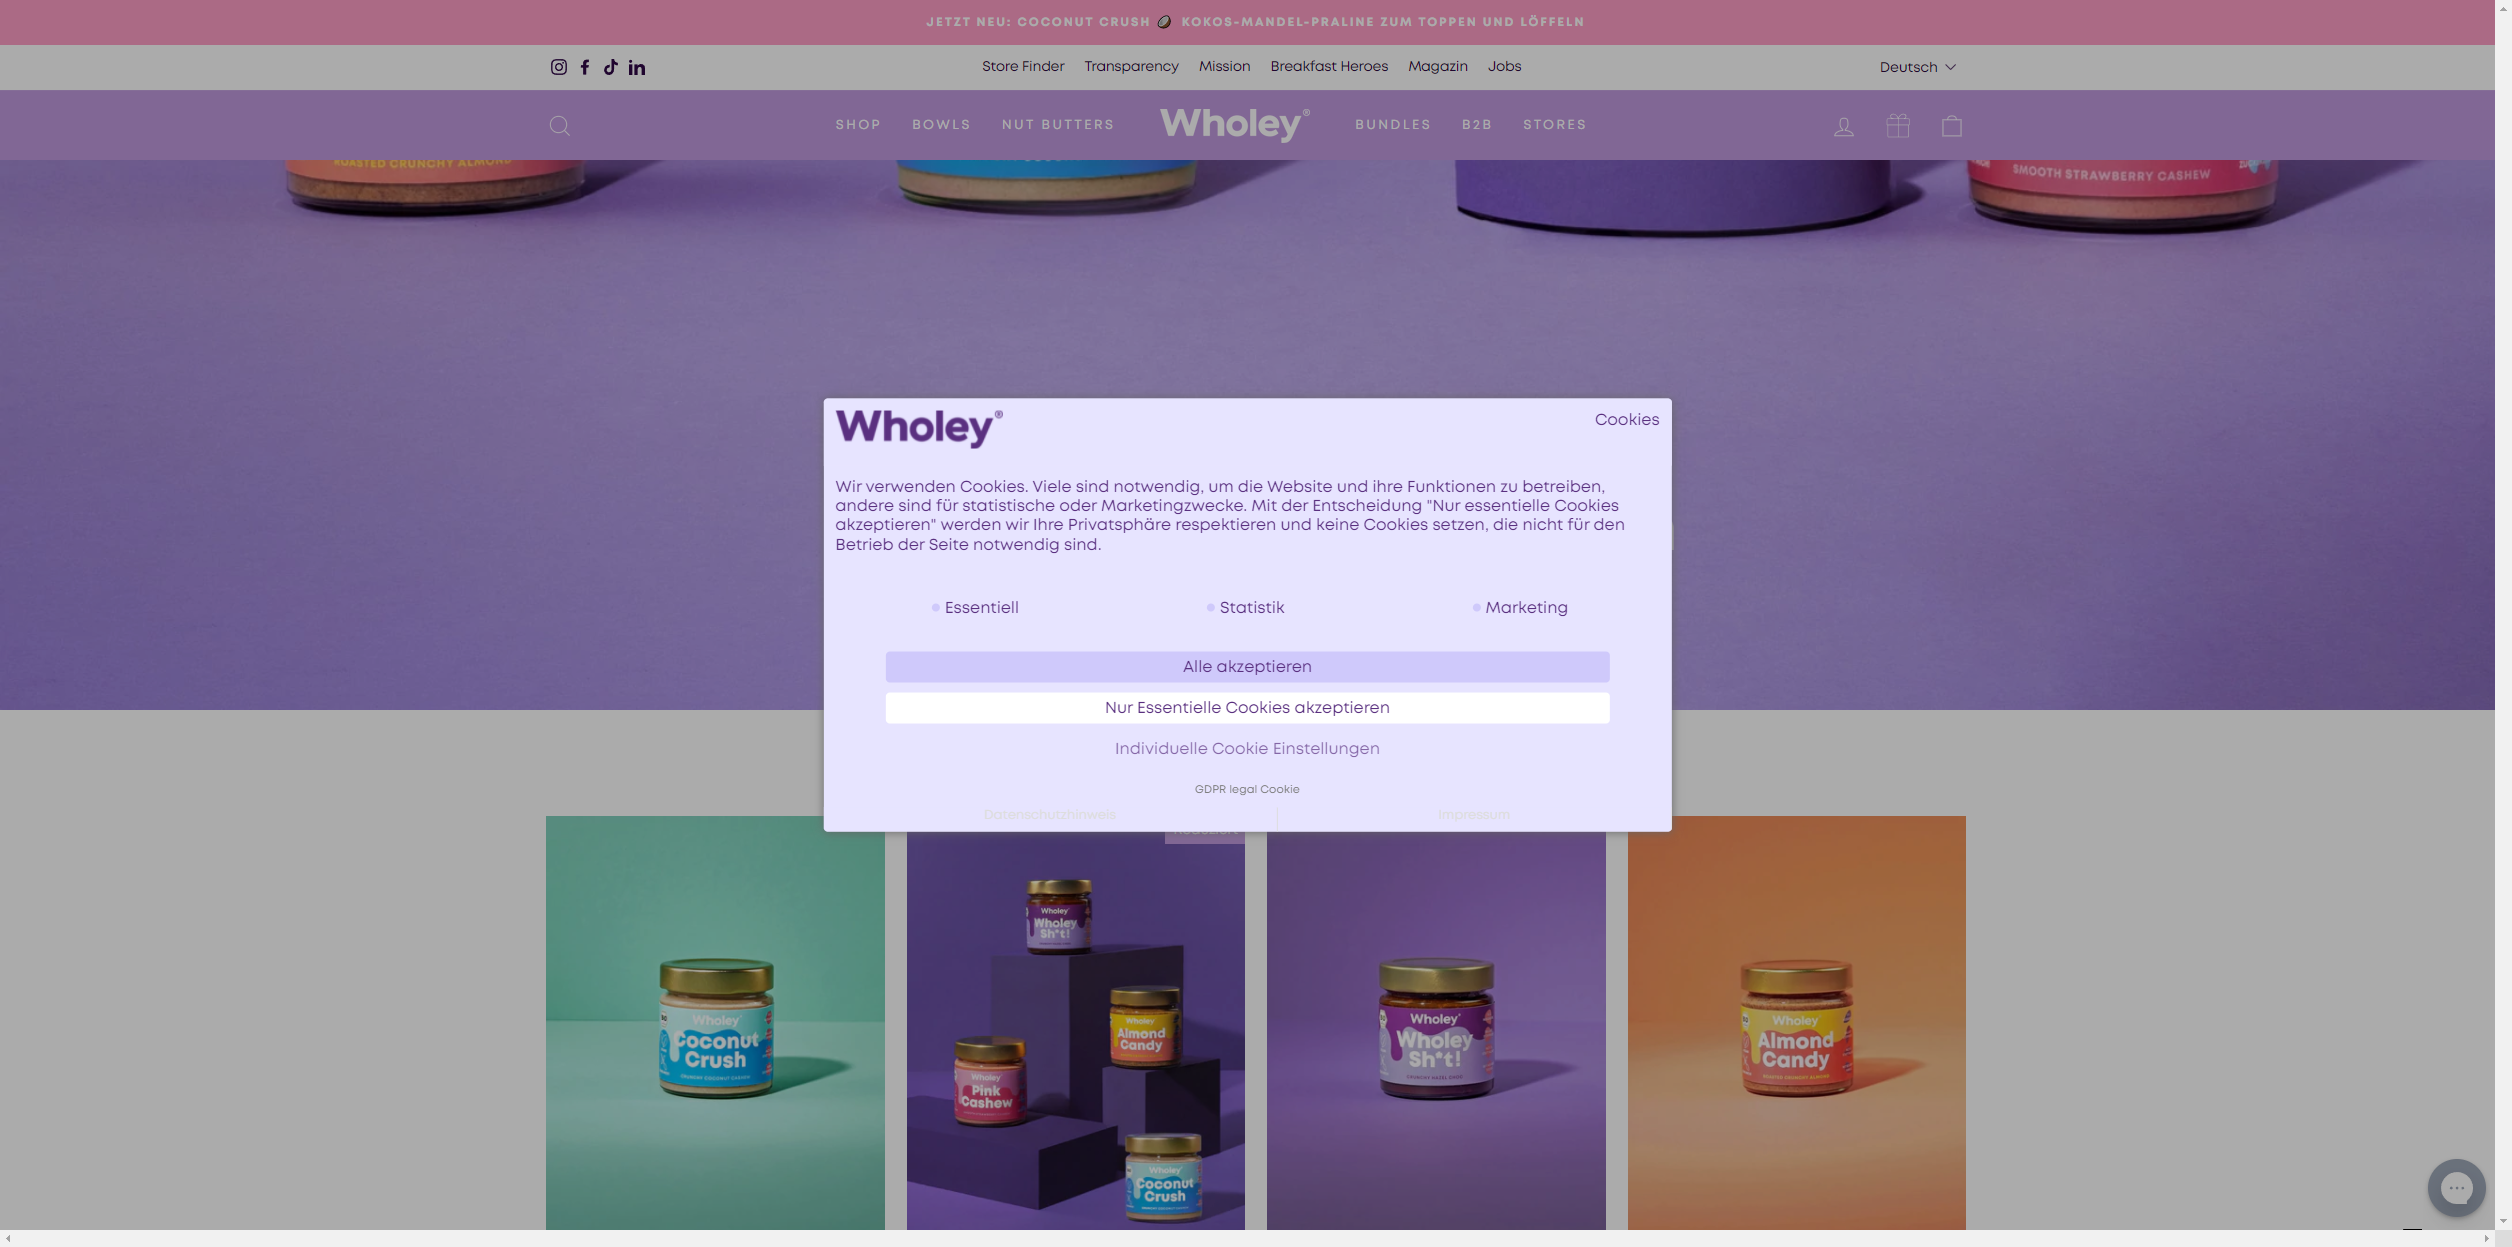 JETZT NEU: COCONUT CRUSH 🥥 KOKOS-MANDEL-PRALINE ZUM TOPPEN UND LÖFFELN
Store Finder Transparency Mission Breakfast Heroes Magazin Jobs
Deutsch
SHOP BOWLS NUT BUTTERS Wholey® BUNDLES B2B STORES
ROASTED CRUNCHY ALMOND
SMOOTH STRAWBERRY CASHEW
Wholey®
Cookies
Wir verwenden Cookies. Viele sind notwendig, um die Website und ihre Funktionen zu betreiben,
andere sind für statistische oder Marketingzwecke. Mit der Entscheidung "Nur essentielle Cookies
akzeptieren" werden wir Ihre Privatsphäre respektieren und keine Cookies setzen, die nicht für den
Betrieb der Seite notwendig sind.
Essentiell
Statistik
Marketing
Alle akzeptieren
Nur Essentielle Cookies akzeptieren
Individuelle Cookie Einstellungen
GDPR legal Cookie
Datenschutzhinweis
Impressum
Wholey
Coconut
Crush
CRUNCHY COCONUT CASHEW
Wholey
Wholey
Sh*t!
Wholey
Almond
Candy
Wholey
Pink
Cashew
Wholey
Coconut
Crush
Wholey
Wholey
Sh*t!
Wholey
Almond
Candy
ROASTED CRUNCHY ALMOND